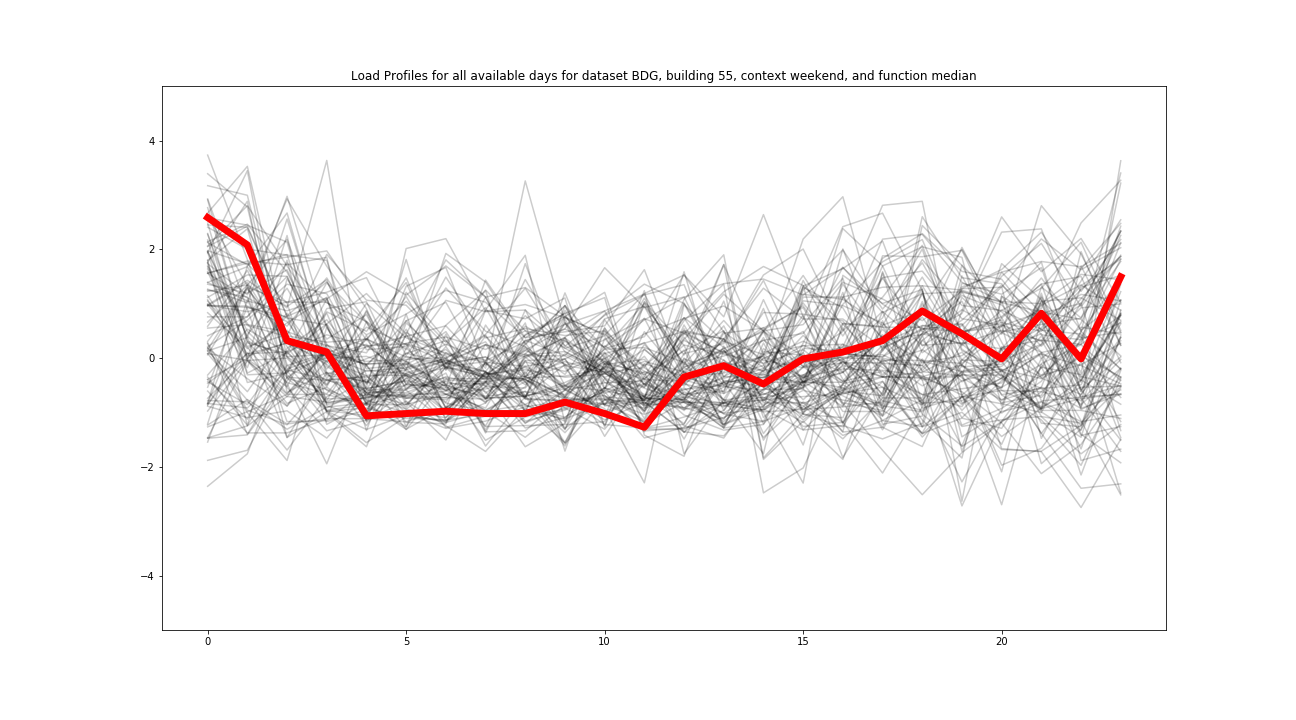 Load Profiles for all available days for dataset BDG, building 55, context weekend, and function median
4
2
0
−2
−4
0 5 10 15 20